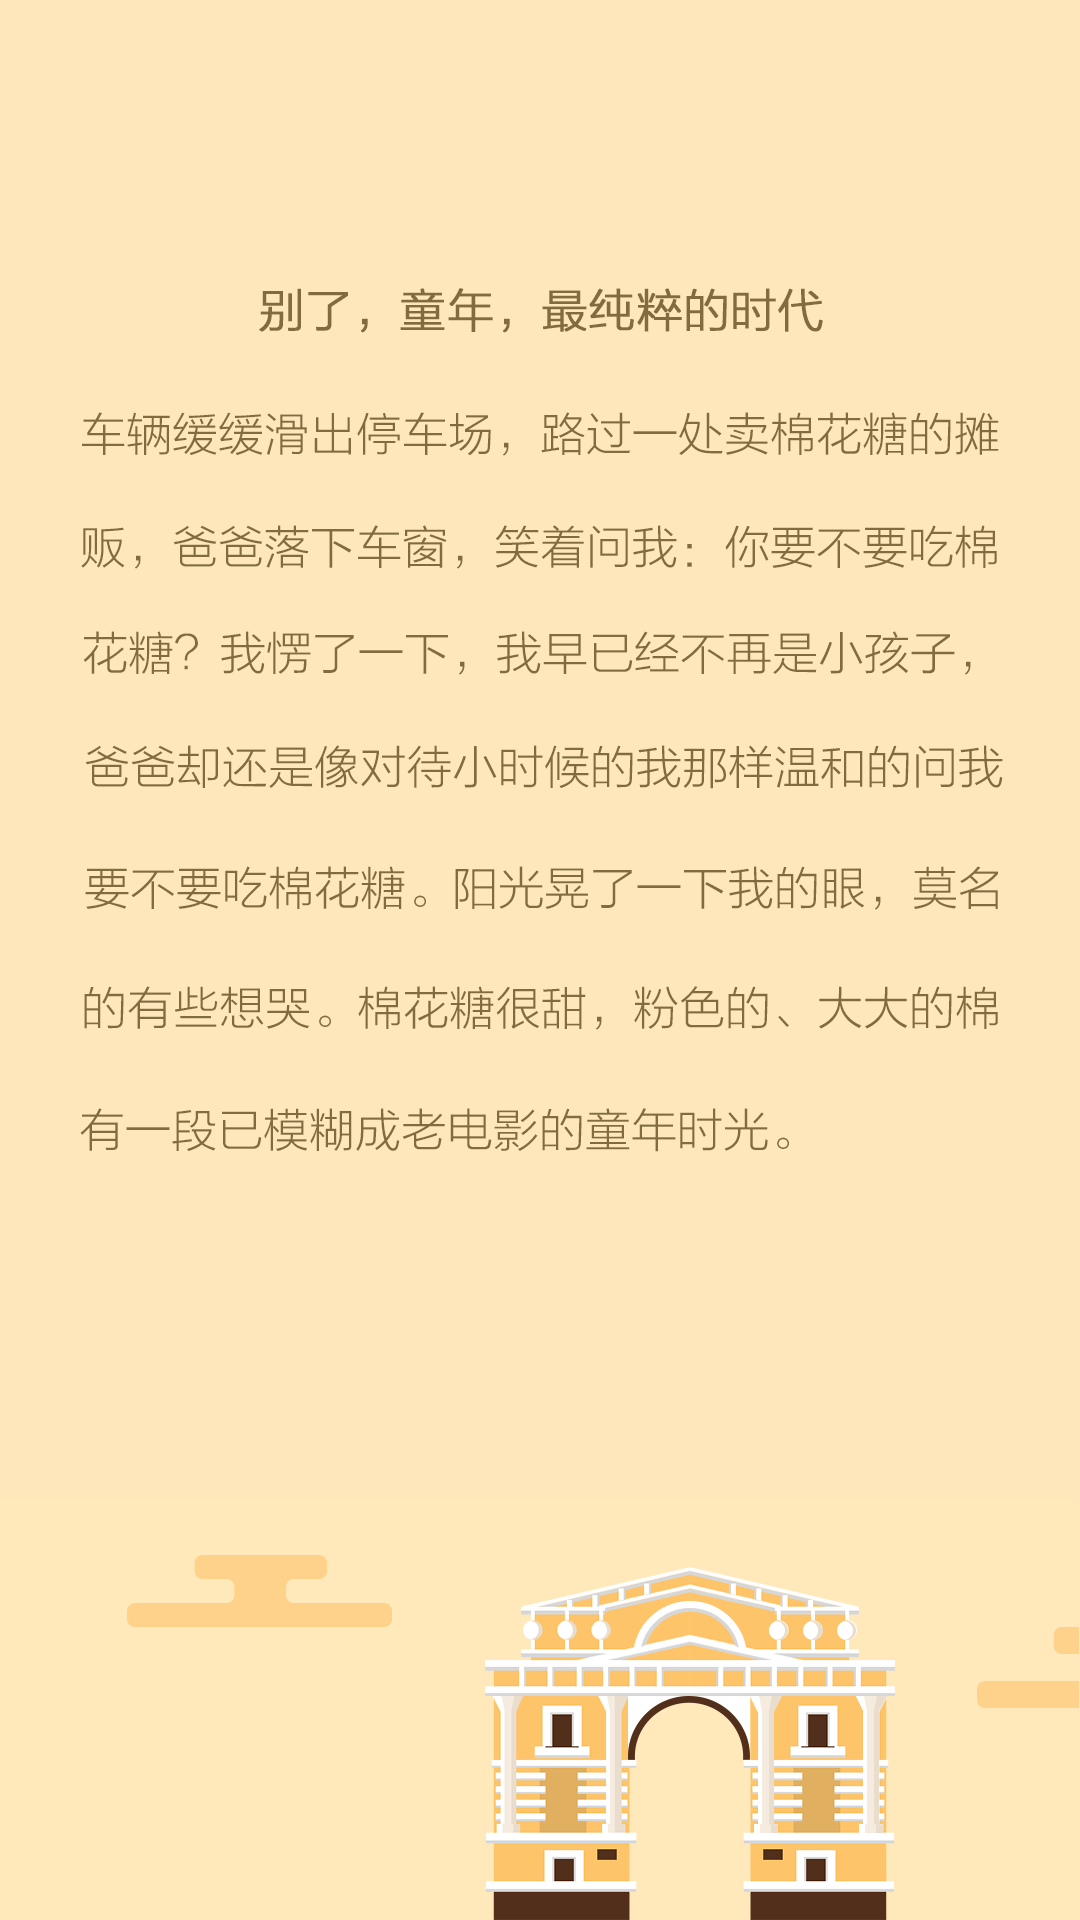 别了，童年，最纯粹的时代
车辆缓缓滑出停车场，路过一处卖棉花糖的摊
贩，爸爸落下车窗，笑着问我：你要不要吃棉
花糖？我愣了一下，我早已经不再是小孩子，
爸爸却还是像对待小时候的我那样温和的问我
要不要吃棉花糖。阳光晃了一下我的眼，莫名
的有些想哭。棉花糖很甜，粉色的、大大的棉
有一段已模糊成老电影的童年时光。